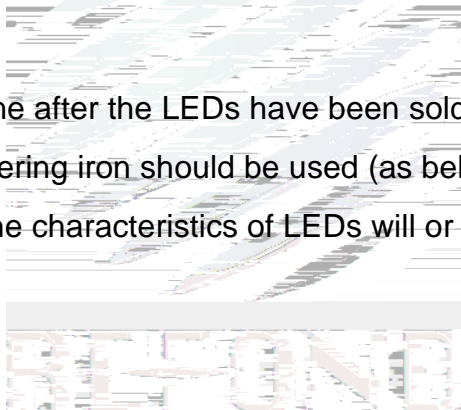 ne after the LEDs have been sold
ering iron should be used (as bel
ne characteristics of LEDs will or